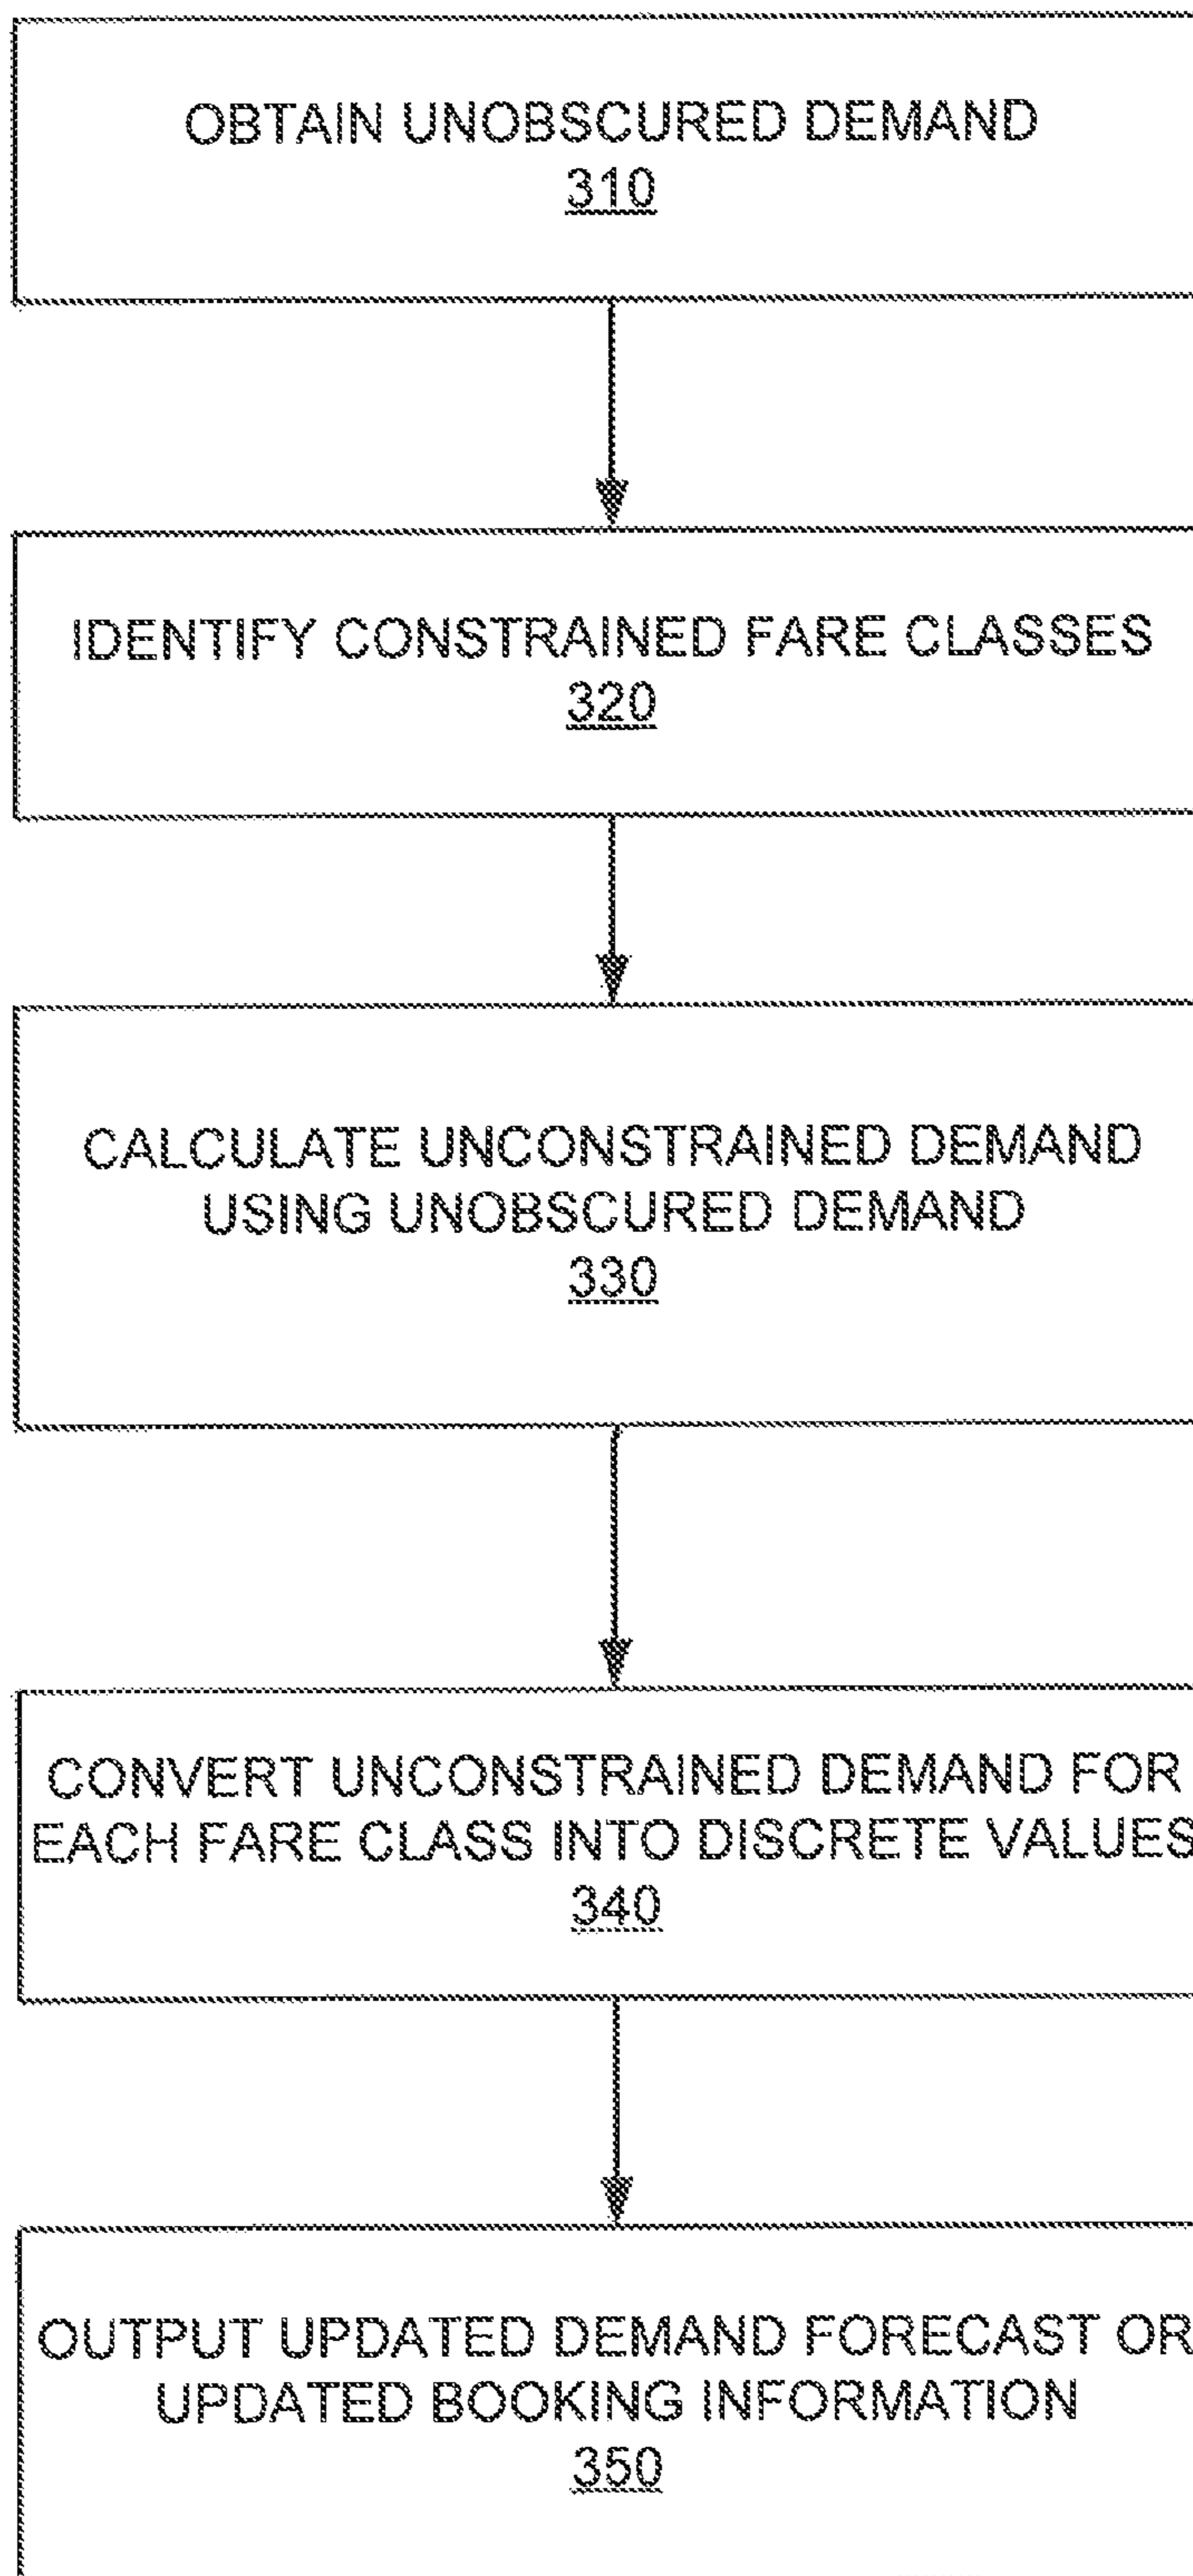 OBTAIN UNOBSCURED DEMAND
310
IDENTIFY CONSTRAINED FARE CLASSES
320
CALCULATE UNCONSTRAINED DEMAND
USING UNOBSCURED DEMAND
330
CONVERT UNCONSTRAINED DEMAND FOR
EACH FARE CLASS INTO DISCRETE VALUES
340
OUTPUT UPDATED DEMAND FORECAST OR
UPDATED BOOKING INFORMATION
350